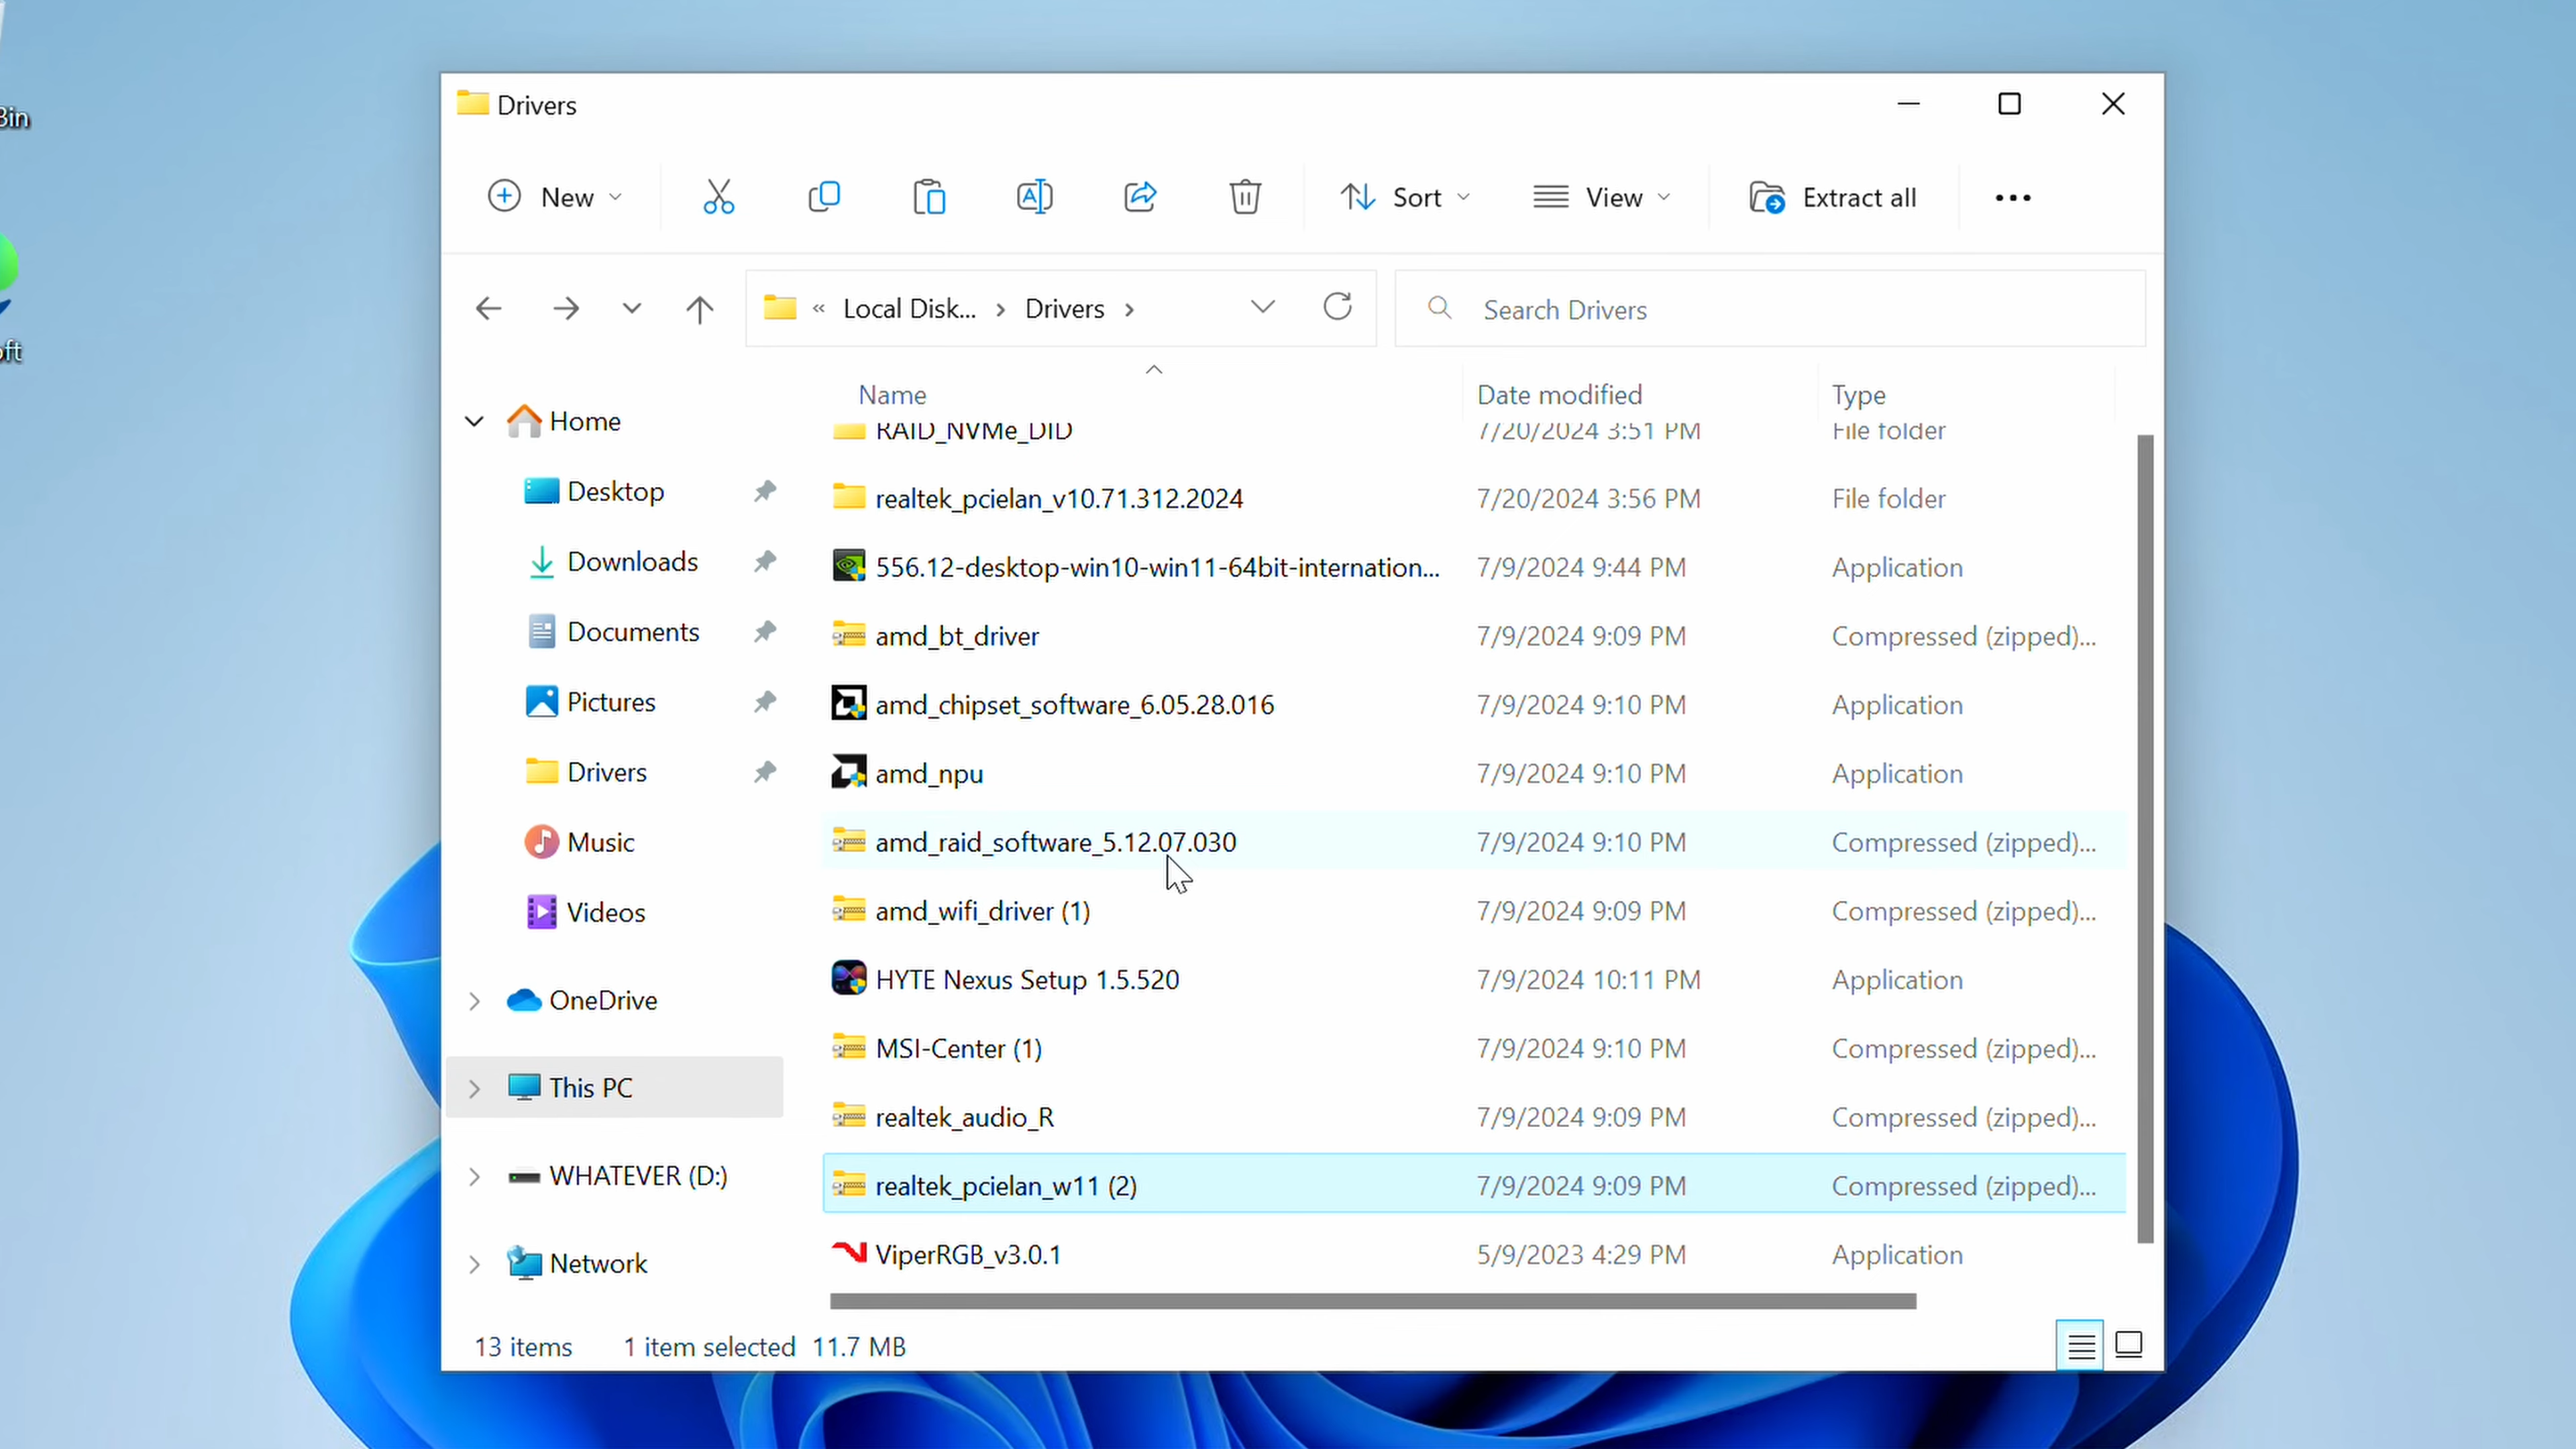 Bin
oft
Drivers
New
Sort
View
Extract all
« Local Disk... › Drivers ›
Search Drivers
Name Date modified Type
Home
Desktop
Downloads
Documents
Pictures
Drivers
Music
Videos
OneDrive
This PC
WHATEVER (D:)
Network
RAID_NVMe_DID 7/20/2024 3:51 PM File folder
realtek_pcielan_v10.71.312.2024 7/20/2024 3:56 PM File folder
556.12-desktop-win10-win11-64bit-internation... 7/9/2024 9:44 PM Application
amd_bt_driver 7/9/2024 9:09 PM Compressed (zipped)...
amd_chipset_software_6.05.28.016 7/9/2024 9:10 PM Application
amd_npu 7/9/2024 9:10 PM Application
amd_raid_software_5.12.07.030 7/9/2024 9:10 PM Compressed (zipped)...
amd_wifi_driver (1) 7/9/2024 9:09 PM Compressed (zipped)...
HYTE Nexus Setup 1.5.520 7/9/2024 10:11 PM Application
MSI-Center (1) 7/9/2024 9:10 PM Compressed (zipped)...
realtek_audio_R 7/9/2024 9:09 PM Compressed (zipped)...
realtek_pcielan_w11 (2) 7/9/2024 9:09 PM Compressed (zipped)...
ViperRGB_v3.0.1 5/9/2023 4:29 PM Application
13 items 1 item selected 11.7 MB